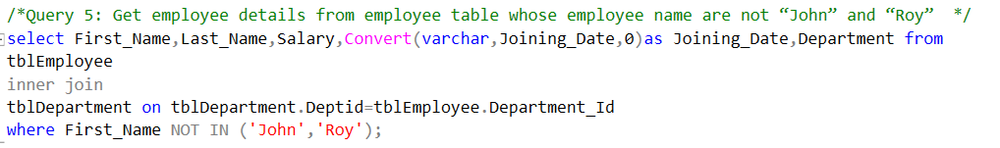 /*Query 5: Get employee details from employee table whose employee name are not “John” and “Roy”  */
select First_Name,Last_Name,Salary,Convert(varchar,Joining_Date,0)as Joining_Date,Department from
tblEmployee
inner join
tblDepartment on tblDepartment.Deptid=tblEmployee.Department_Id
where First_Name NOT IN ('John','Roy');